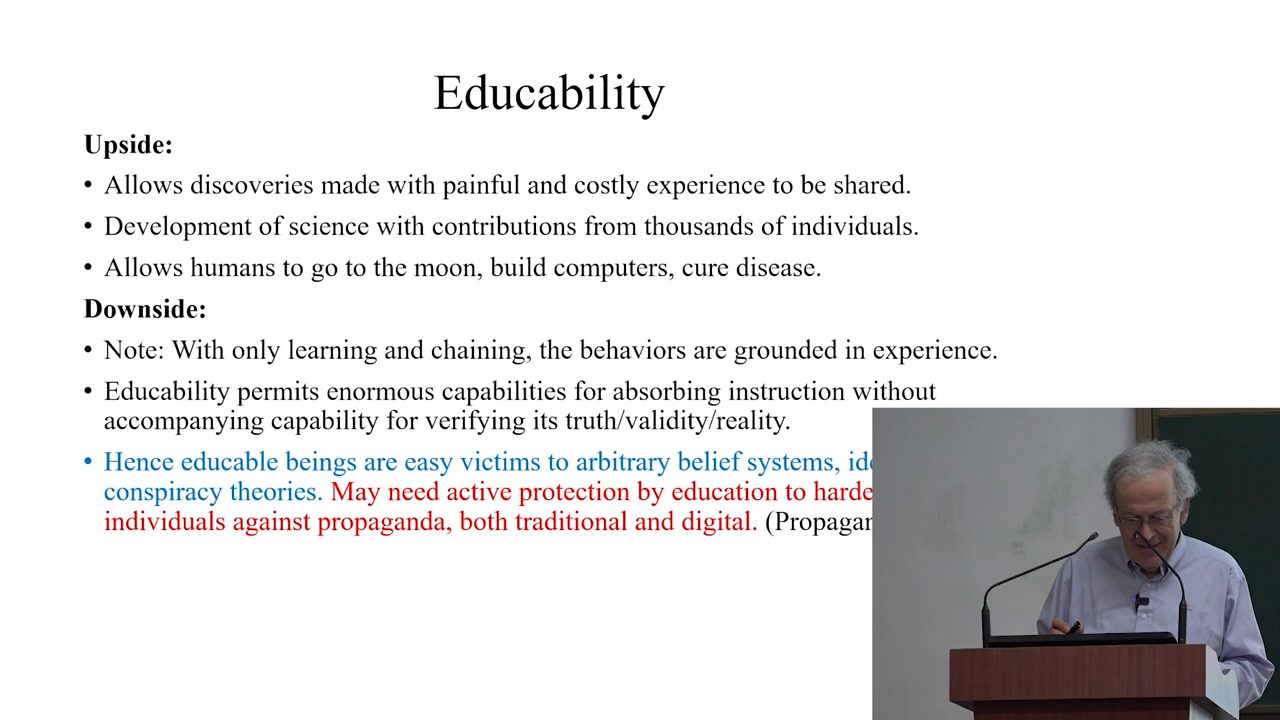 Educability
Upside:
• Allows discoveries made with painful and costly experience to be shared.
• Development of science with contributions from thousands of individuals.
• Allows humans to go to the moon, build computers, cure disease.
Downside:
• Note: With only learning and chaining, the behaviors are grounded in experience.
• Educability permits enormous capabilities for absorbing instruction without
accompanying capability for verifying its truth/validity/reality.
• Hence educable beings are easy victims to arbitrary belief systems,
conspiracy theories. May need active protection by education to
individuals against propaganda, both traditional and digital.